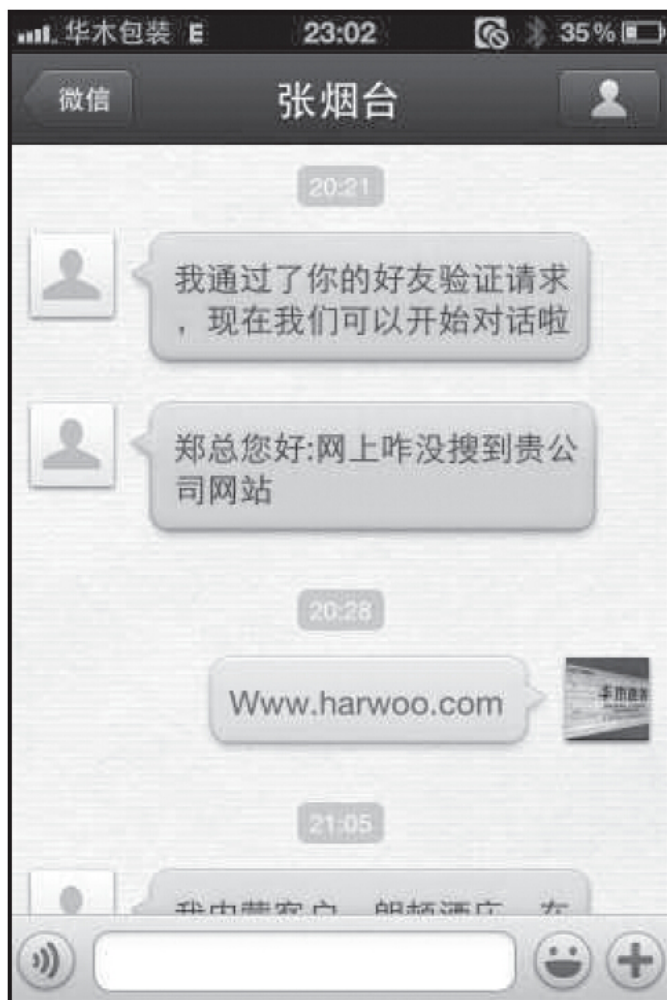 华木包装 E 23:02 35%
微信 张烟台
20:21
我通过了你的好友验证请求
，现在我们可以开始对话啦
郑总您好:网上咋没搜到贵公
司网站
20:28
Www.harwoo.com
21:05